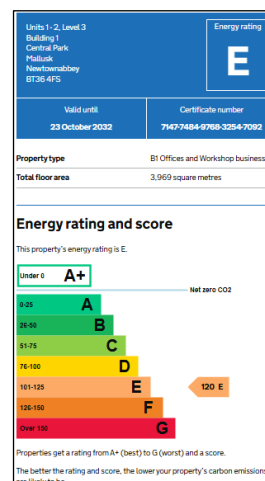 Units 1-2, Level 3
Building 1
Central Park
Mallusk
Newtownabbey
BT36 4FS
Energy rating
E
Valid until
23 October 2032
Certificate number
7147-7484-9768-3254-7092
Property type
B1 Offices and Workshop business
Total floor area
3,969 square metres
Energy rating and score
This property's energy rating is E.
Under 0 A+
Net zero CO2
0-25 A
26-50 B
51-75 C
76-100 D
101-125 E
120 E
126-150 F
Over 150 G
Properties get a rating from A+ (best) to G (worst) and a score.
The better the rating and score, the lower your property's carbon emissions
are likely to be